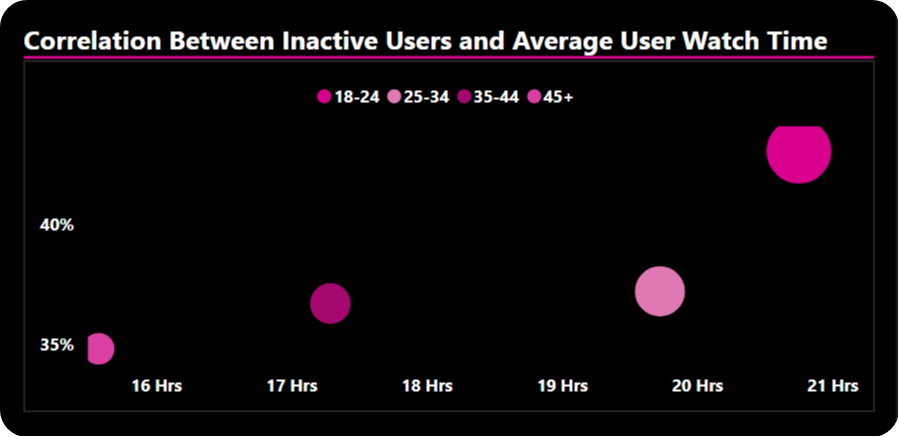 Correlation Between Inactive Users and Average User Watch Time
18-24 25-34 35-44 45+
40%
35%
16 Hrs 17 Hrs 18 Hrs 19 Hrs 20 Hrs 21 Hrs